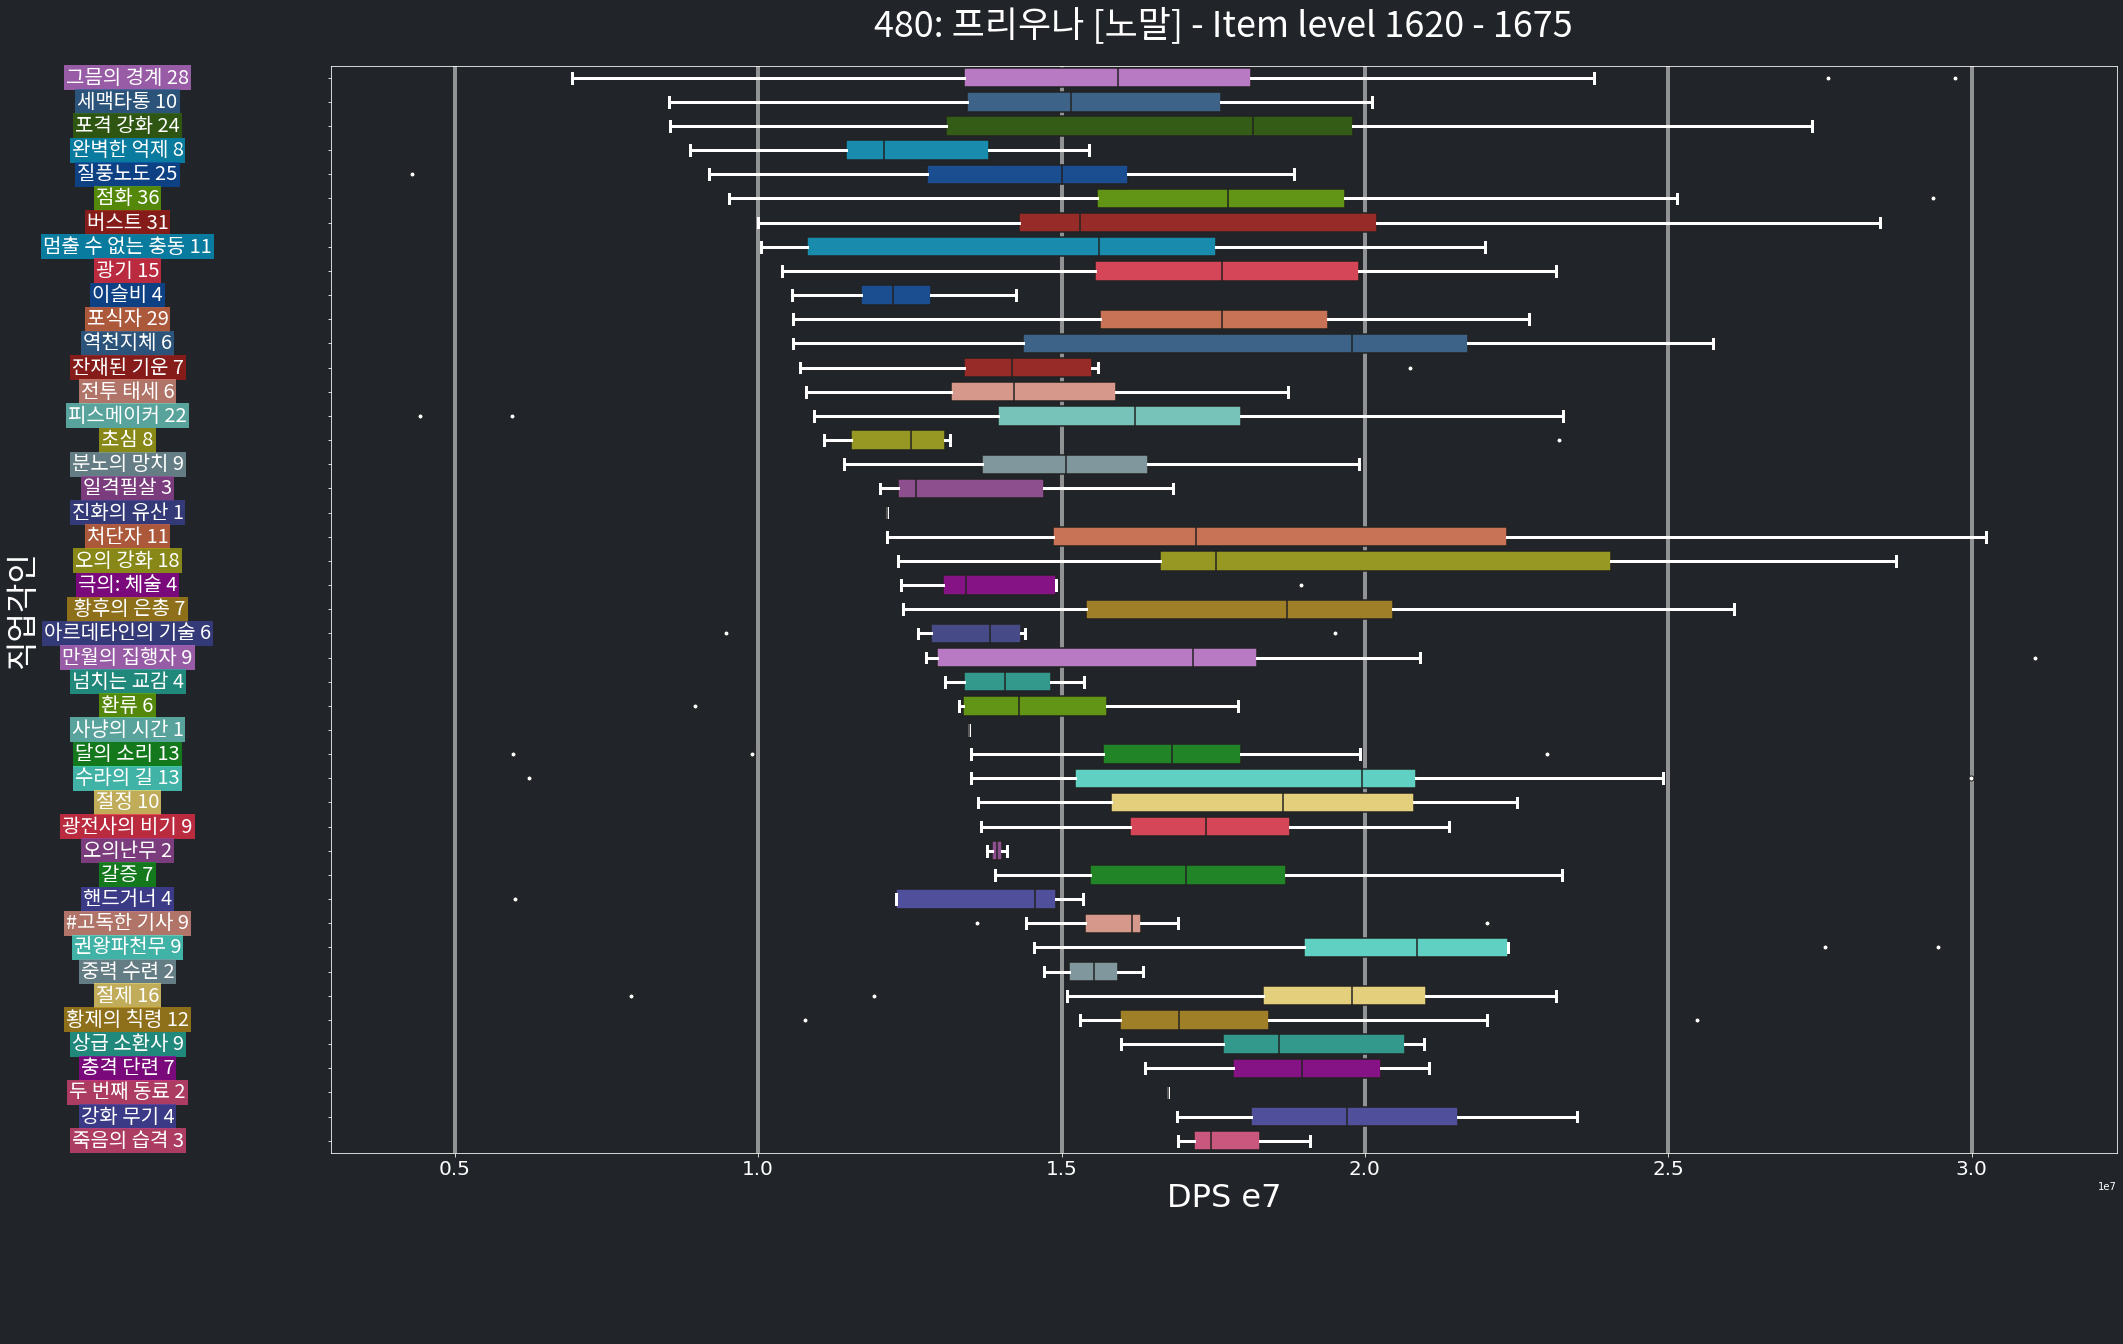 480: 프리우나 [노말] - Item level 1620 - 1675
그믐의 경계 28
세맥타통 10
포격 강화 24
완벽한 억제 8
질풍노도 25
점화 36
버스트 31
멈출 수 없는 충동 11
광기 15
이슬비 4
포식자 29
역천지체 6
잔재된 기운 7
전투 태세 6
피스메이커 22
초심 8
분노의 망치 9
일격필살 3
진화의 유산 1
처단자 11
오의 강화 18
극의: 체술 4
황후의 은총 7
아르데타인의 기술 6
만월의 집행자 9
넘치는 교감 4
환류 6
사냥의 시간 1
달의 소리 13
수라의 길 13
절정 10
광전사의 비기 9
오의난무 2
갈증 7
핸드거너 4
#고독한 기사 9
권왕파천무 9
중력 수련 2
절제 16
황제의 칙령 12
상급 소환사 9
충격 단련 7
두 번째 동료 2
강화 무기 4
죽음의 습격 3
직업각인
0.5 1.0 1.5 2.0 2.5 3.0
1e7
DPS e7